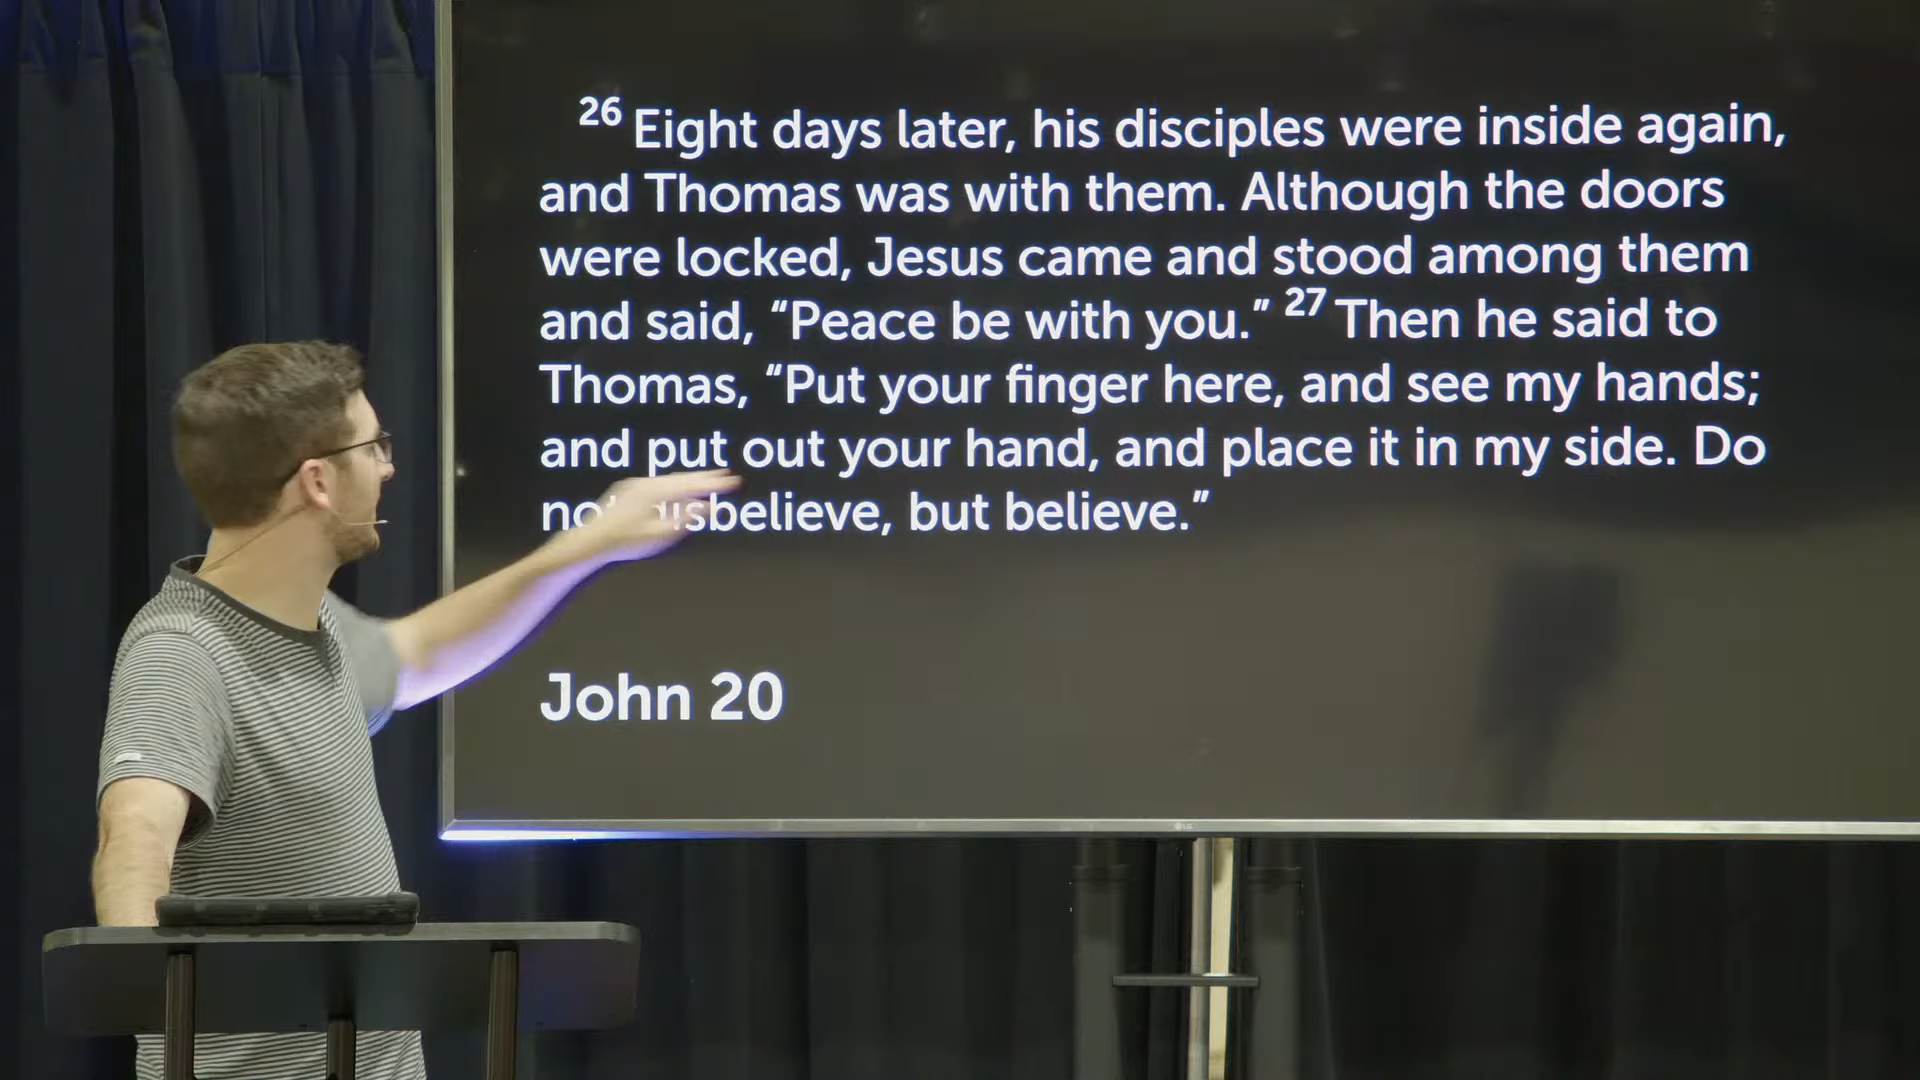 26 Eight days later, his disciples were inside again,
and Thomas was with them. Although the doors
were locked, Jesus came and stood among them
and said, “Peace be with you.” 27 Then he said to
Thomas, “Put your finger here, and see my hands;
and put out your hand, and place it in my side. Do
not disbelieve, but believe.”
John 20
LG